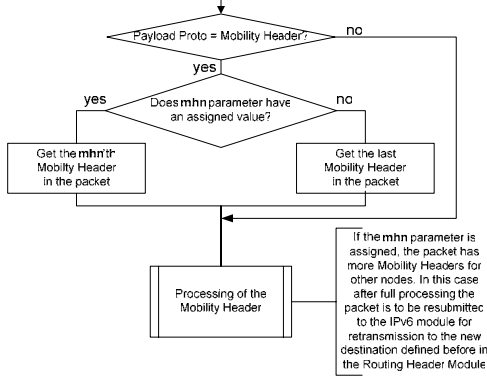 Payload Proto = Mobility Header?
no
yes
yes
Does mhn parameter have
an assigned value?
no
Get the mhn'th
Mobilty Header
in the packet
Get the last
Mobility Header
in the packet
If the mhn parameter is
assigned, the packet has
more Mobility Headers for
other nodes. In this case
after full processing the
packet is to be resubmitted
to the IPv6 module for
retransmission to the new
destination defined before in
the Routing Header Module
Processing of the
Mobility Header